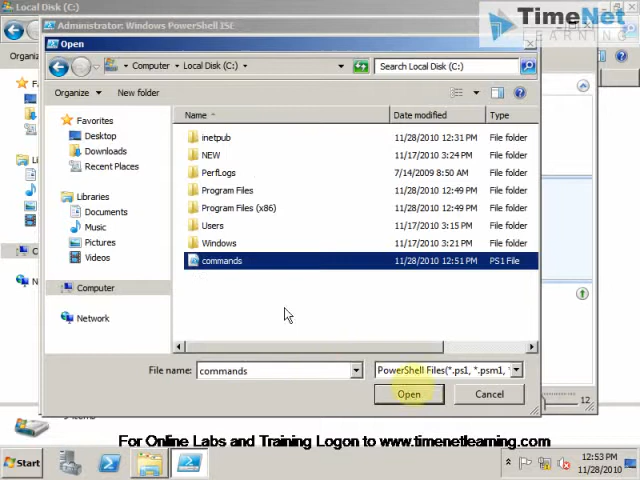 Local Disk (C:)
Administrator: Windows PowerShell ISE
TimeNet
LEARNING
Open
Computer
Local Disk (C:)
Search Local Disk (C:)
Organiz
Organize
New folder
Name
Date modified
Type
Favorites
Desktop
Downloads
Recent Places
Libraries
Documents
Music
Pictures
Videos
Computer
Network
inetpub 11/28/2010 12:31 PM File folder
NEW 11/17/2010 3:24 PM File folder
PerfLogs 7/14/2009 8:50 AM File folder
Program Files 11/28/2010 12:49 PM File folder
Program Files (x86) 11/28/2010 12:49 PM File folder
Users 11/17/2010 3:15 PM File folder
Windows 11/17/2010 3:21 PM File folder
commands 11/28/2010 12:51 PM PS1 File
File name: commands
PowerShell Files(*.ps1, *.psm1, *
Open
Cancel
12
For Online Labs and Training Logon to www.timenetlearning.com
Start
12:53 PM
11/28/2010